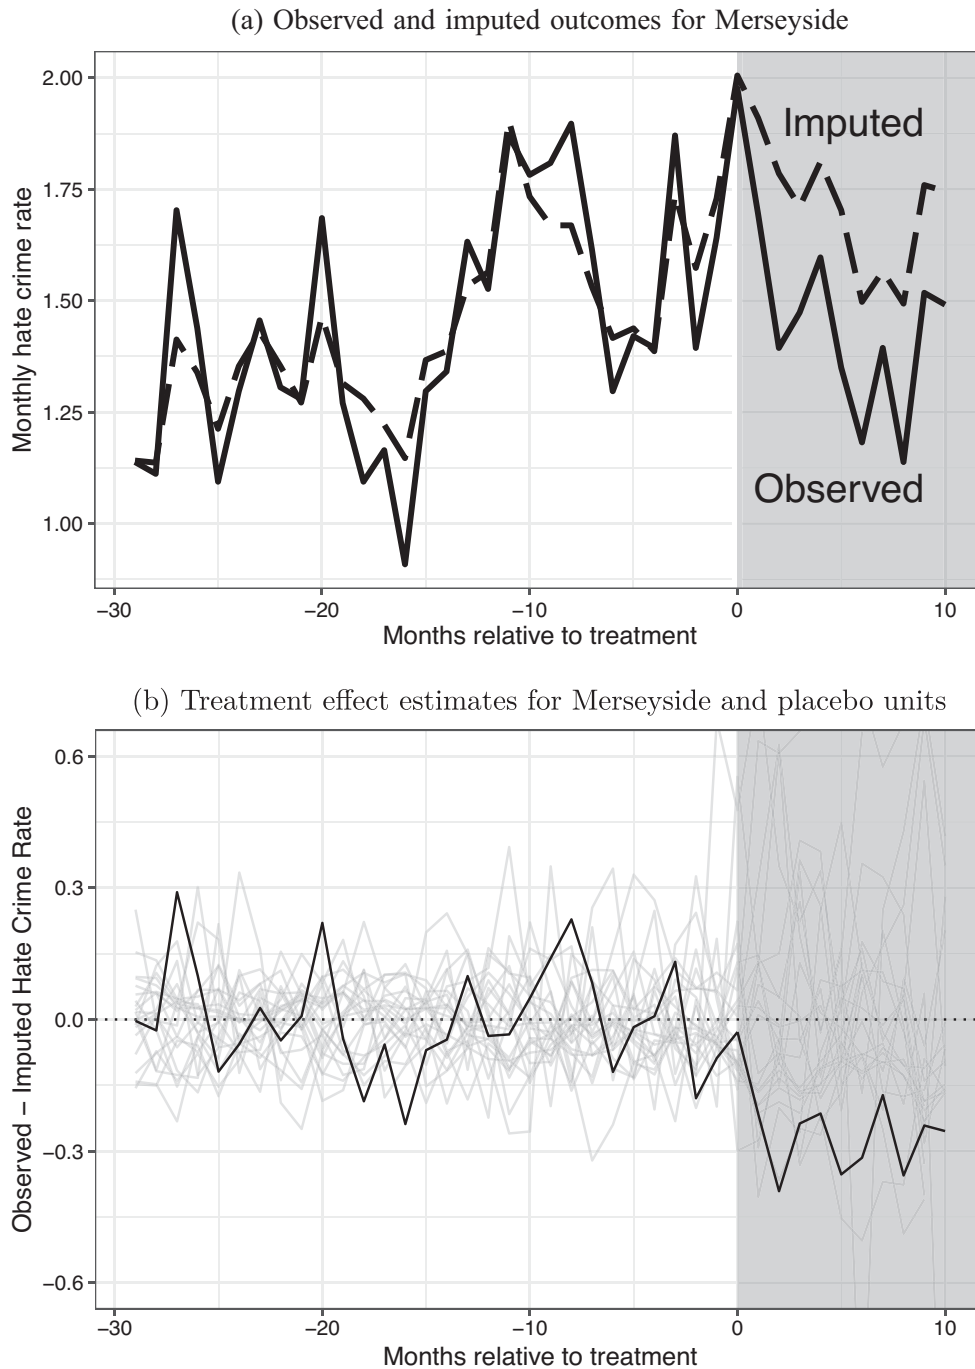 (a) Observed and imputed outcomes for Merseyside
2.00
1.75
1.50
1.25
1.00
Monthly hate crime rate
Imputed
Observed
−30 −20 −10 0 10
Months relative to treatment
(b) Treatment effect estimates for Merseyside and placebo units
0.6
0.3
0.0
−0.3
−0.6
Observed − Imputed Hate Crime Rate
−30 −20 −10 0 10
Months relative to treatment